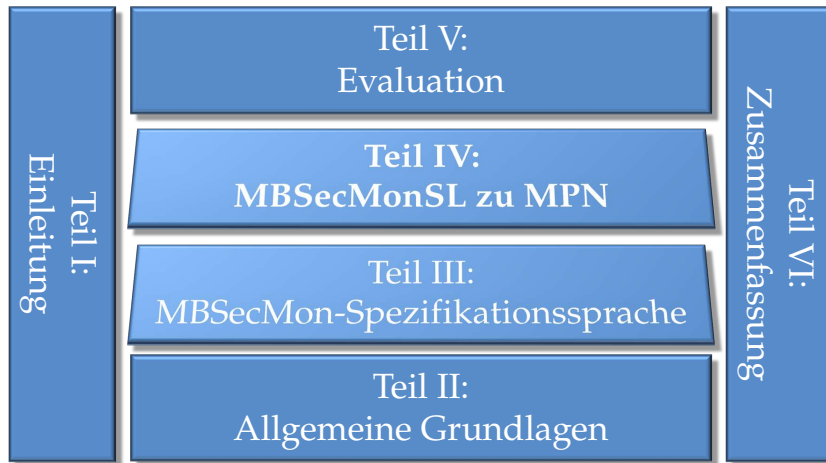 Teil I:
Einleitung
Teil V:
Evaluation
Teil IV:
MBSecMonSL zu MPN
Teil III:
MBSecMon-Spezifikationssprache
Teil II:
Allgemeine Grundlagen
Teil VI:
Zusammenfassung